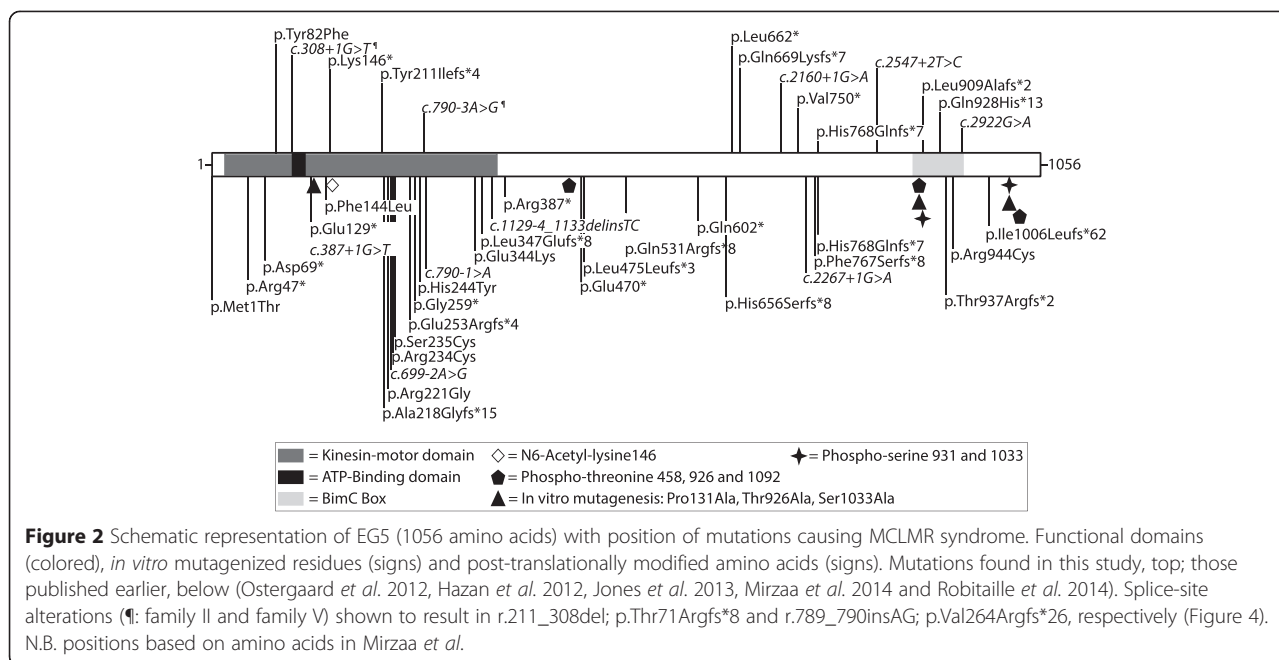 p.Tyr82Phe
c.308+1G>T¶
p.Lys146*
p.Tyr211Ilefs*4
c.790-3A>G¶
p.Leu662*
p.Gln669Lysfs*7
c.2160+1G>A
p.Val750*
p.His768Glnfs*7
c.2547+2T>C
p.Leu909Alafs*2
p.Gln928His*13
c.2922G>A
1
1056
p.Phe144Leu
p.Glu129*
c.387+1G>T
p.Asp69*
p.Arg47*
p.Met1Thr
p.Arg387*
c.1129-4_1133delinsTC
p.Leu347Glufs*8
p.Glu344Lys
c.790-1>A
p.His244Tyr
p.Gly259*
p.Glu253Argfs*4
p.Ser235Cys
p.Arg234Cys
c.699-2A>G
p.Arg221Gly
p.Ala218Glyfs*15
p.Gln602*
p.Gln531Argfs*8
p.Leu475Leufs*3
p.Glu470*
p.His656Serfs*8
p.His768Glnfs*7
p.Phe767Serfs*8
c.2267+1G>A
p.Ile1006Leufs*62
p.Arg944Cys
p.Thr937Argfs*2
= Kinesin-motor domain
= N6-Acetyl-lysine146
= Phospho-serine 931 and 1033
= ATP-Binding domain
= Phospho-threonine 458, 926 and 1092
= BimC Box
= In vitro mutagenesis: Pro131Ala, Thr926Ala, Ser1033Ala
Figure 2 Schematic representation of EG5 (1056 amino acids) with position of mutations causing MCLMR syndrome. Functional domains
(colored), in vitro mutagenized residues (signs) and post-translationally modified amino acids (signs). Mutations found in this study, top; those
published earlier, below (Ostergaard et al. 2012, Hazan et al. 2012, Jones et al. 2013, Mirzaa et al. 2014 and Robitaille et al. 2014). Splice-site
alterations (¶: family II and family V) shown to result in r.211_308del; p.Thr71Argfs*8 and r.789_790insAG; p.Val264Argfs*26, respectively (Figure 4).
N.B. positions based on amino acids in Mirzaa et al.